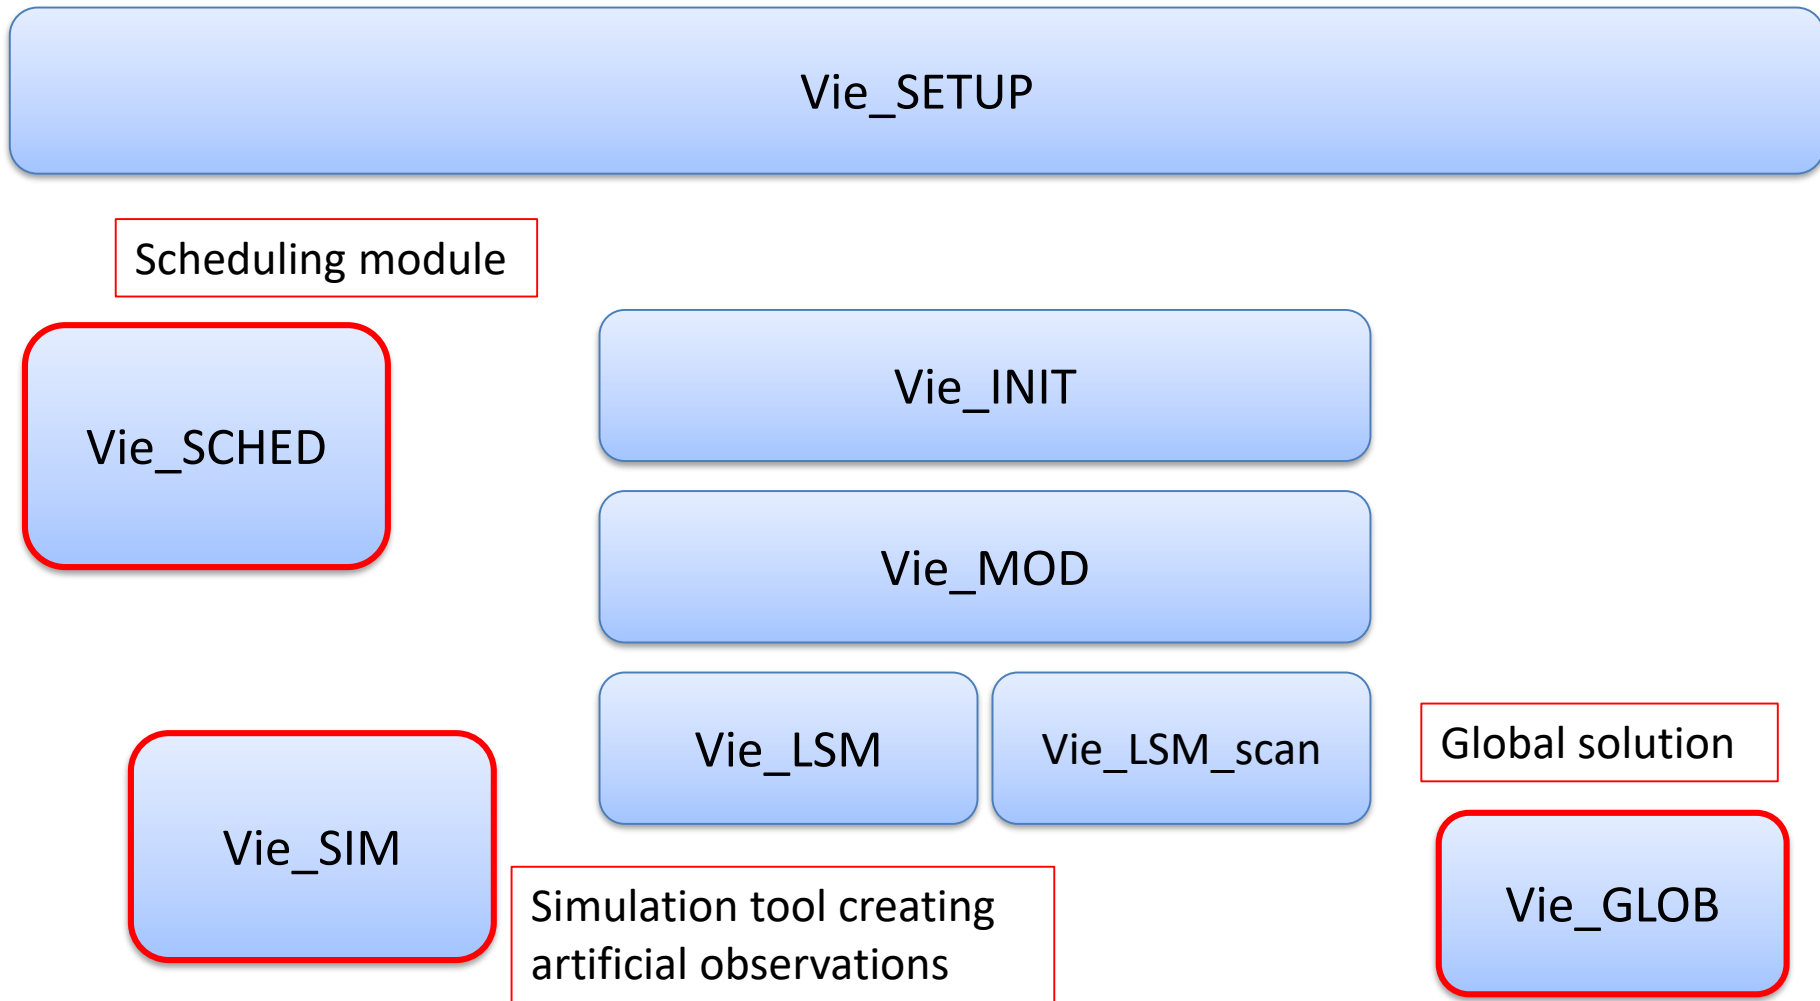 Vie_SETUP
Scheduling module
Vie_SCHED
Vie_INIT
Vie_MOD
Vie_LSM
Vie_LSM_scan
Global solution
Vie_SIM
Simulation tool creating
artificial observations
Vie_GLOB